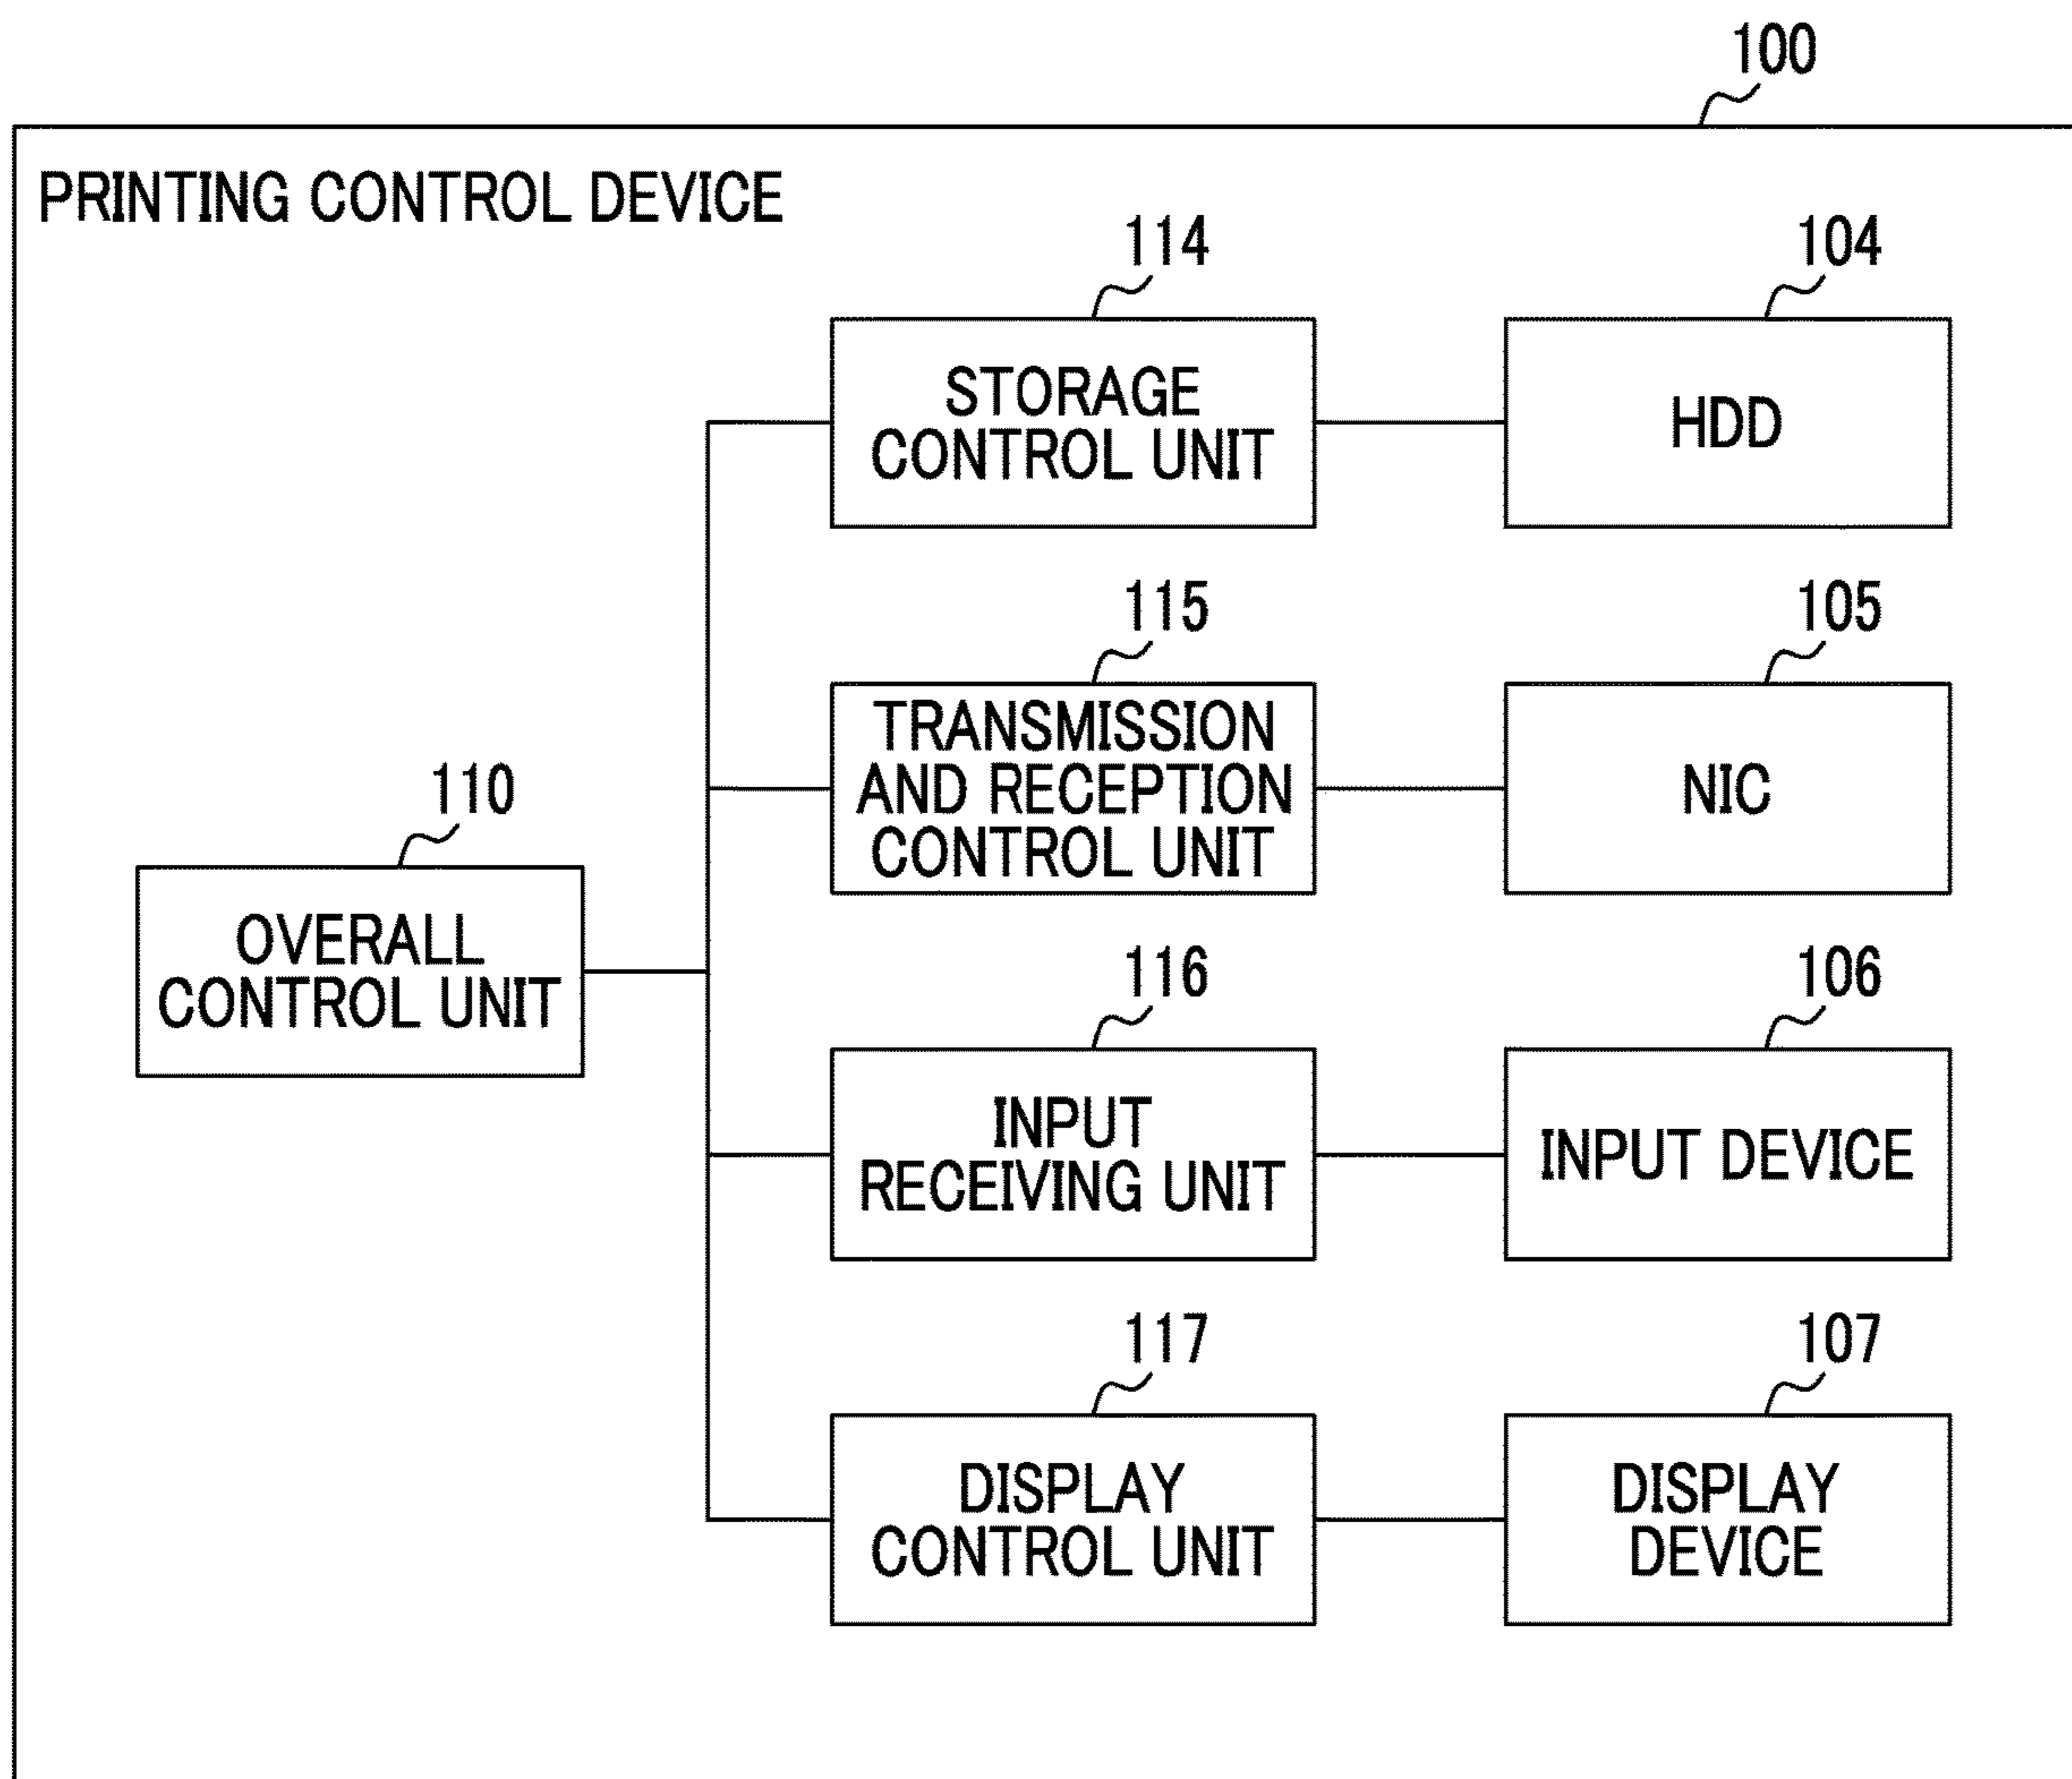 100
PRINTING CONTROL DEVICE
114
104
STORAGE
CONTROL UNIT
HDD
115
105
TRANSMISSION
AND RECEPTION
CONTROL UNIT
NIC
110
OVERALL
CONTROL UNIT
116
106
INPUT
RECEIVING UNIT
INPUT DEVICE
117
107
DISPLAY
CONTROL UNIT
DISPLAY
DEVICE